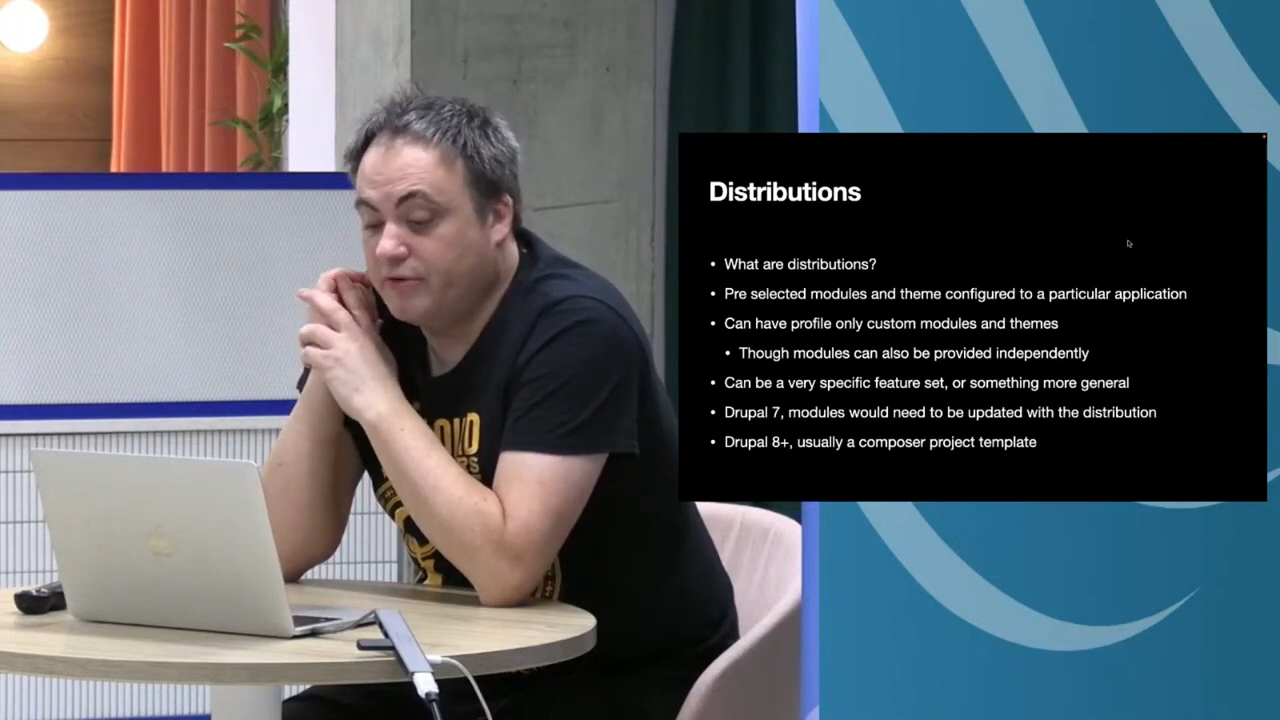 Distributions
• What are distributions?
• Pre selected modules and theme configured to a particular application
• Can have profile only custom modules and themes
• Though modules can also be provided independently
• Can be a very specific feature set, or something more general
• Drupal 7, modules would need to be updated with the distribution
• Drupal 8+, usually a composer project template